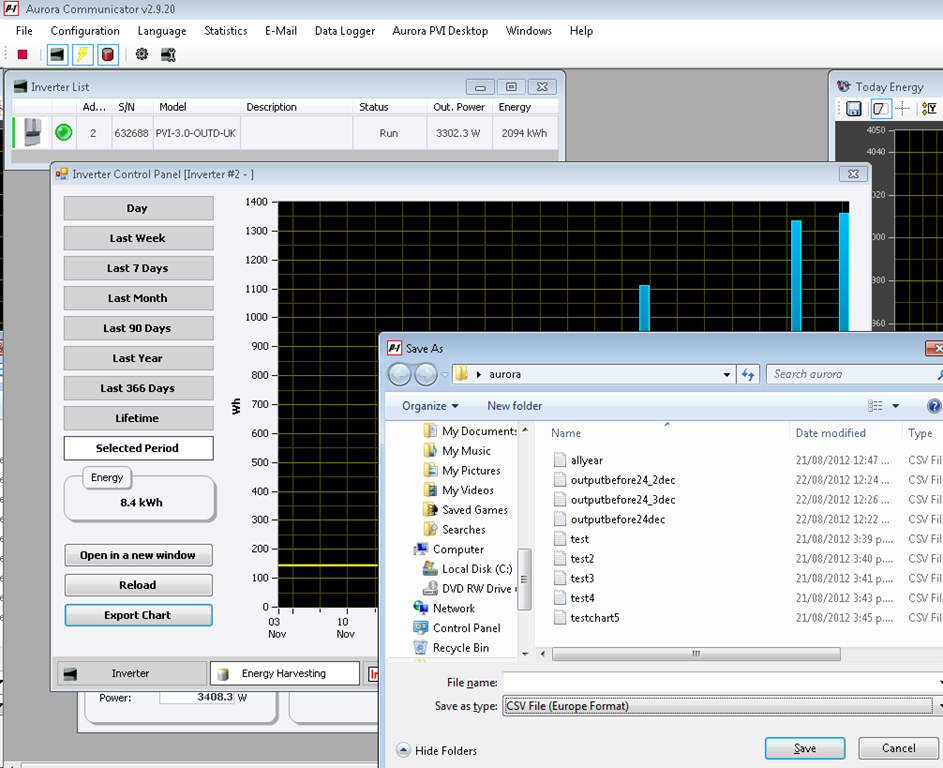 Aurora Communicator v2.9.20
File Configuration Language Statistics E-Mail Data Logger Aurora PVI Desktop Windows Help
Inverter List
Ad... S/N Model Description Status Out. Power Energy
2 632688 PVI-3.0-OUTD-UK Run 3302.3 W 2094 kWh
Today Energy
4050
4040
020
000
980
960
Inverter Control Panel [Inverter #2 - ]
Day
Last Week
Last 7 Days
Last Month
Last 90 Days
Last Year
Last 366 Days
Lifetime
Selected Period
Energy
8.4 kWh
Open in a new window
Reload
Export Chart
Wh
1400
1300
1200
1100
1000
900
800
700
600
500
400
300
200
100
0
03 Nov
10 Nov
Inverter
Energy Harvesting
Power: 3408.3 W
Save As
aurora
Search aurora
Organize New folder
My Documents
My Music
My Pictures
My Videos
Saved Games
Searches
Computer
Local Disk (C:)
DVD RW Drive
Network
Control Panel
Recycle Bin
Name Date modified Type
allyear 21/08/2012 12:47 ... CSV Fil
outputbefore24_2dec 22/08/2012 12:24 ... CSV Fil
outputbefore24_3dec 22/08/2012 12:26 ... CSV Fil
outputbefore24dec 22/08/2012 12:22 ... CSV Fil
test 21/08/2012 3:39 p.... CSV Fil
test2 21/08/2012 3:40 p.... CSV Fil
test3 21/08/2012 3:41 p.... CSV Fil
test4 21/08/2012 3:43 p.... CSV Fil
testchart5 21/08/2012 3:45 p.... CSV Fil
File name:
Save as type: CSV File (Europe Format)
Hide Folders
Save
Cancel